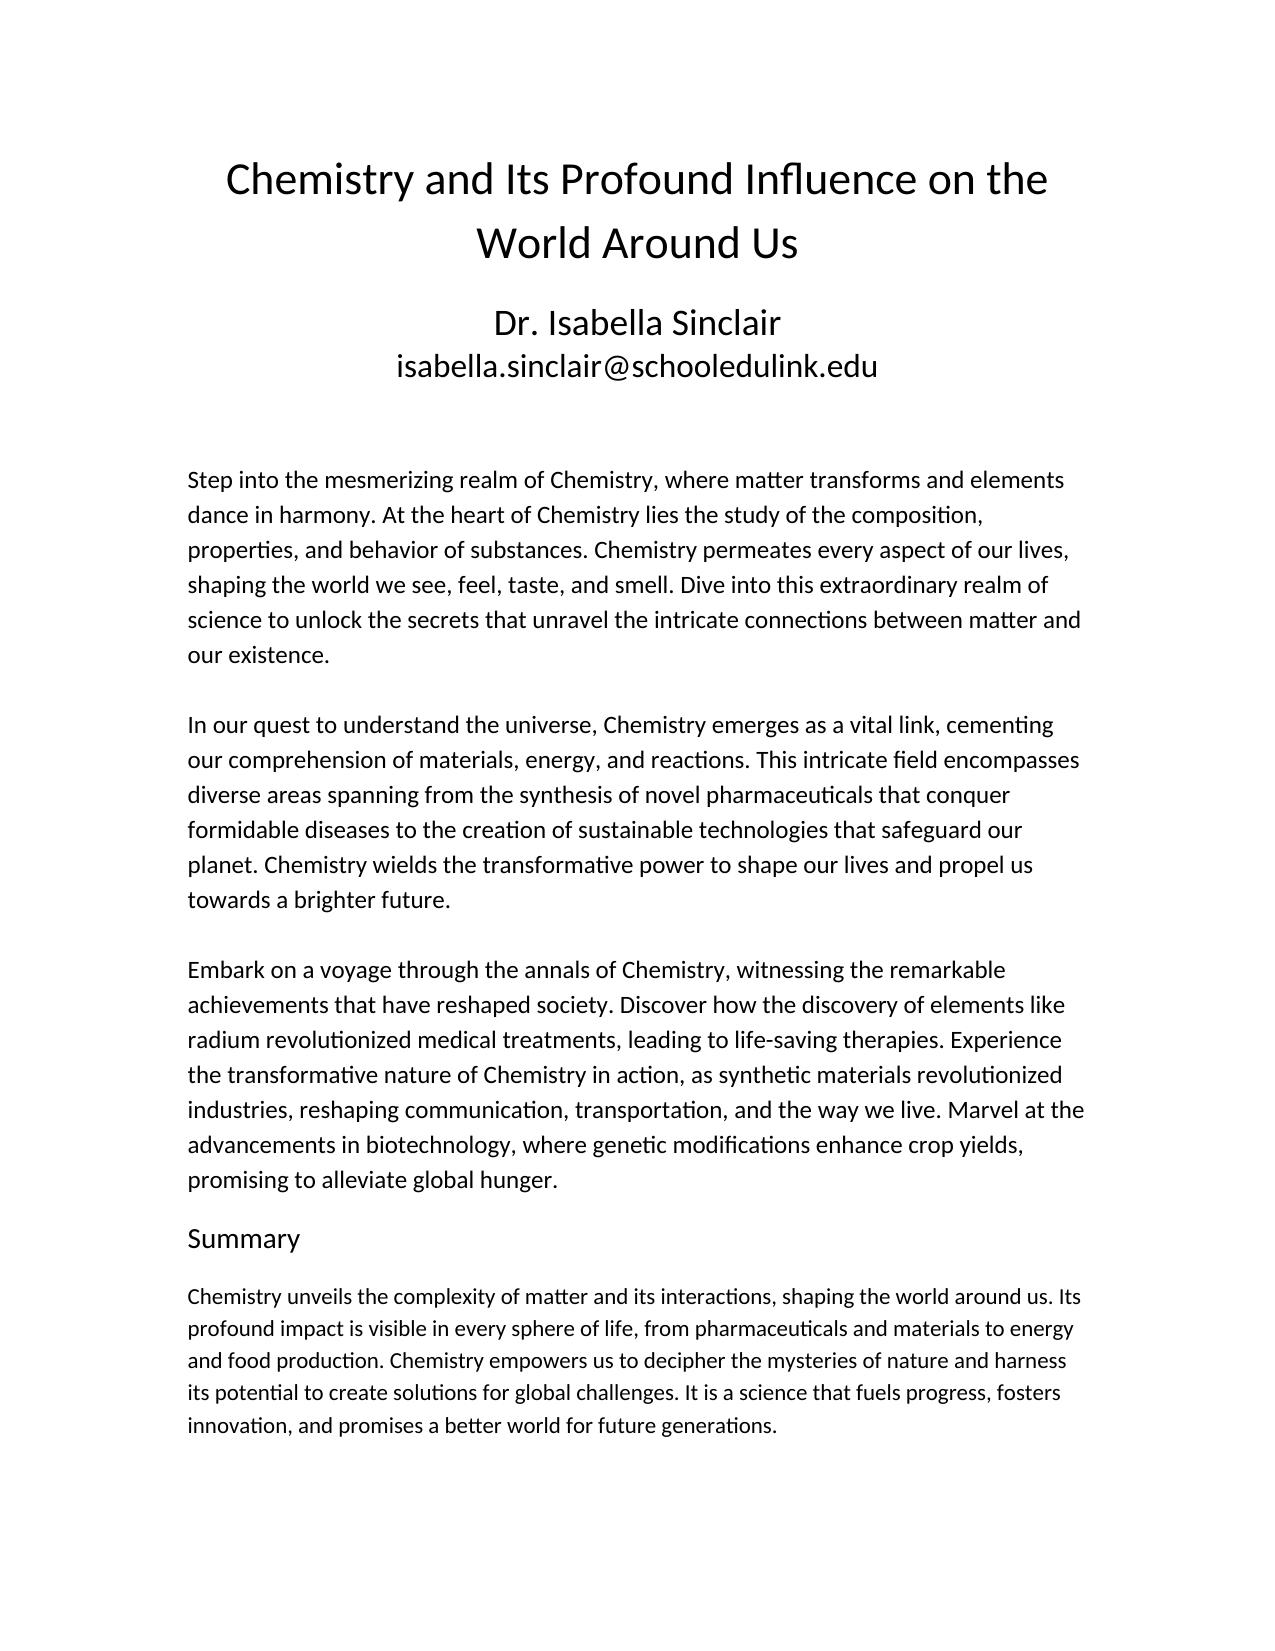 Chemistry and Its Profound Influence on the
World Around Us
Dr. Isabella Sinclair
isabella.sinclair@schooledulink.edu
Step into the mesmerizing realm of Chemistry, where matter transforms and elements
dance in harmony. At the heart of Chemistry lies the study of the composition,
properties, and behavior of substances. Chemistry permeates every aspect of our lives,
shaping the world we see, feel, taste, and smell. Dive into this extraordinary realm of
science to unlock the secrets that unravel the intricate connections between matter and
our existence.
In our quest to understand the universe, Chemistry emerges as a vital link, cementing
our comprehension of materials, energy, and reactions. This intricate field encompasses
diverse areas spanning from the synthesis of novel pharmaceuticals that conquer
formidable diseases to the creation of sustainable technologies that safeguard our
planet. Chemistry wields the transformative power to shape our lives and propel us
towards a brighter future.
Embark on a voyage through the annals of Chemistry, witnessing the remarkable
achievements that have reshaped society. Discover how the discovery of elements like
radium revolutionized medical treatments, leading to life-saving therapies. Experience
the transformative nature of Chemistry in action, as synthetic materials revolutionized
industries, reshaping communication, transportation, and the way we live. Marvel at the
advancements in biotechnology, where genetic modifications enhance crop yields,
promising to alleviate global hunger.
Summary
Chemistry unveils the complexity of matter and its interactions, shaping the world around us. Its
profound impact is visible in every sphere of life, from pharmaceuticals and materials to energy
and food production. Chemistry empowers us to decipher the mysteries of nature and harness
its potential to create solutions for global challenges. It is a science that fuels progress, fosters
innovation, and promises a better world for future generations.